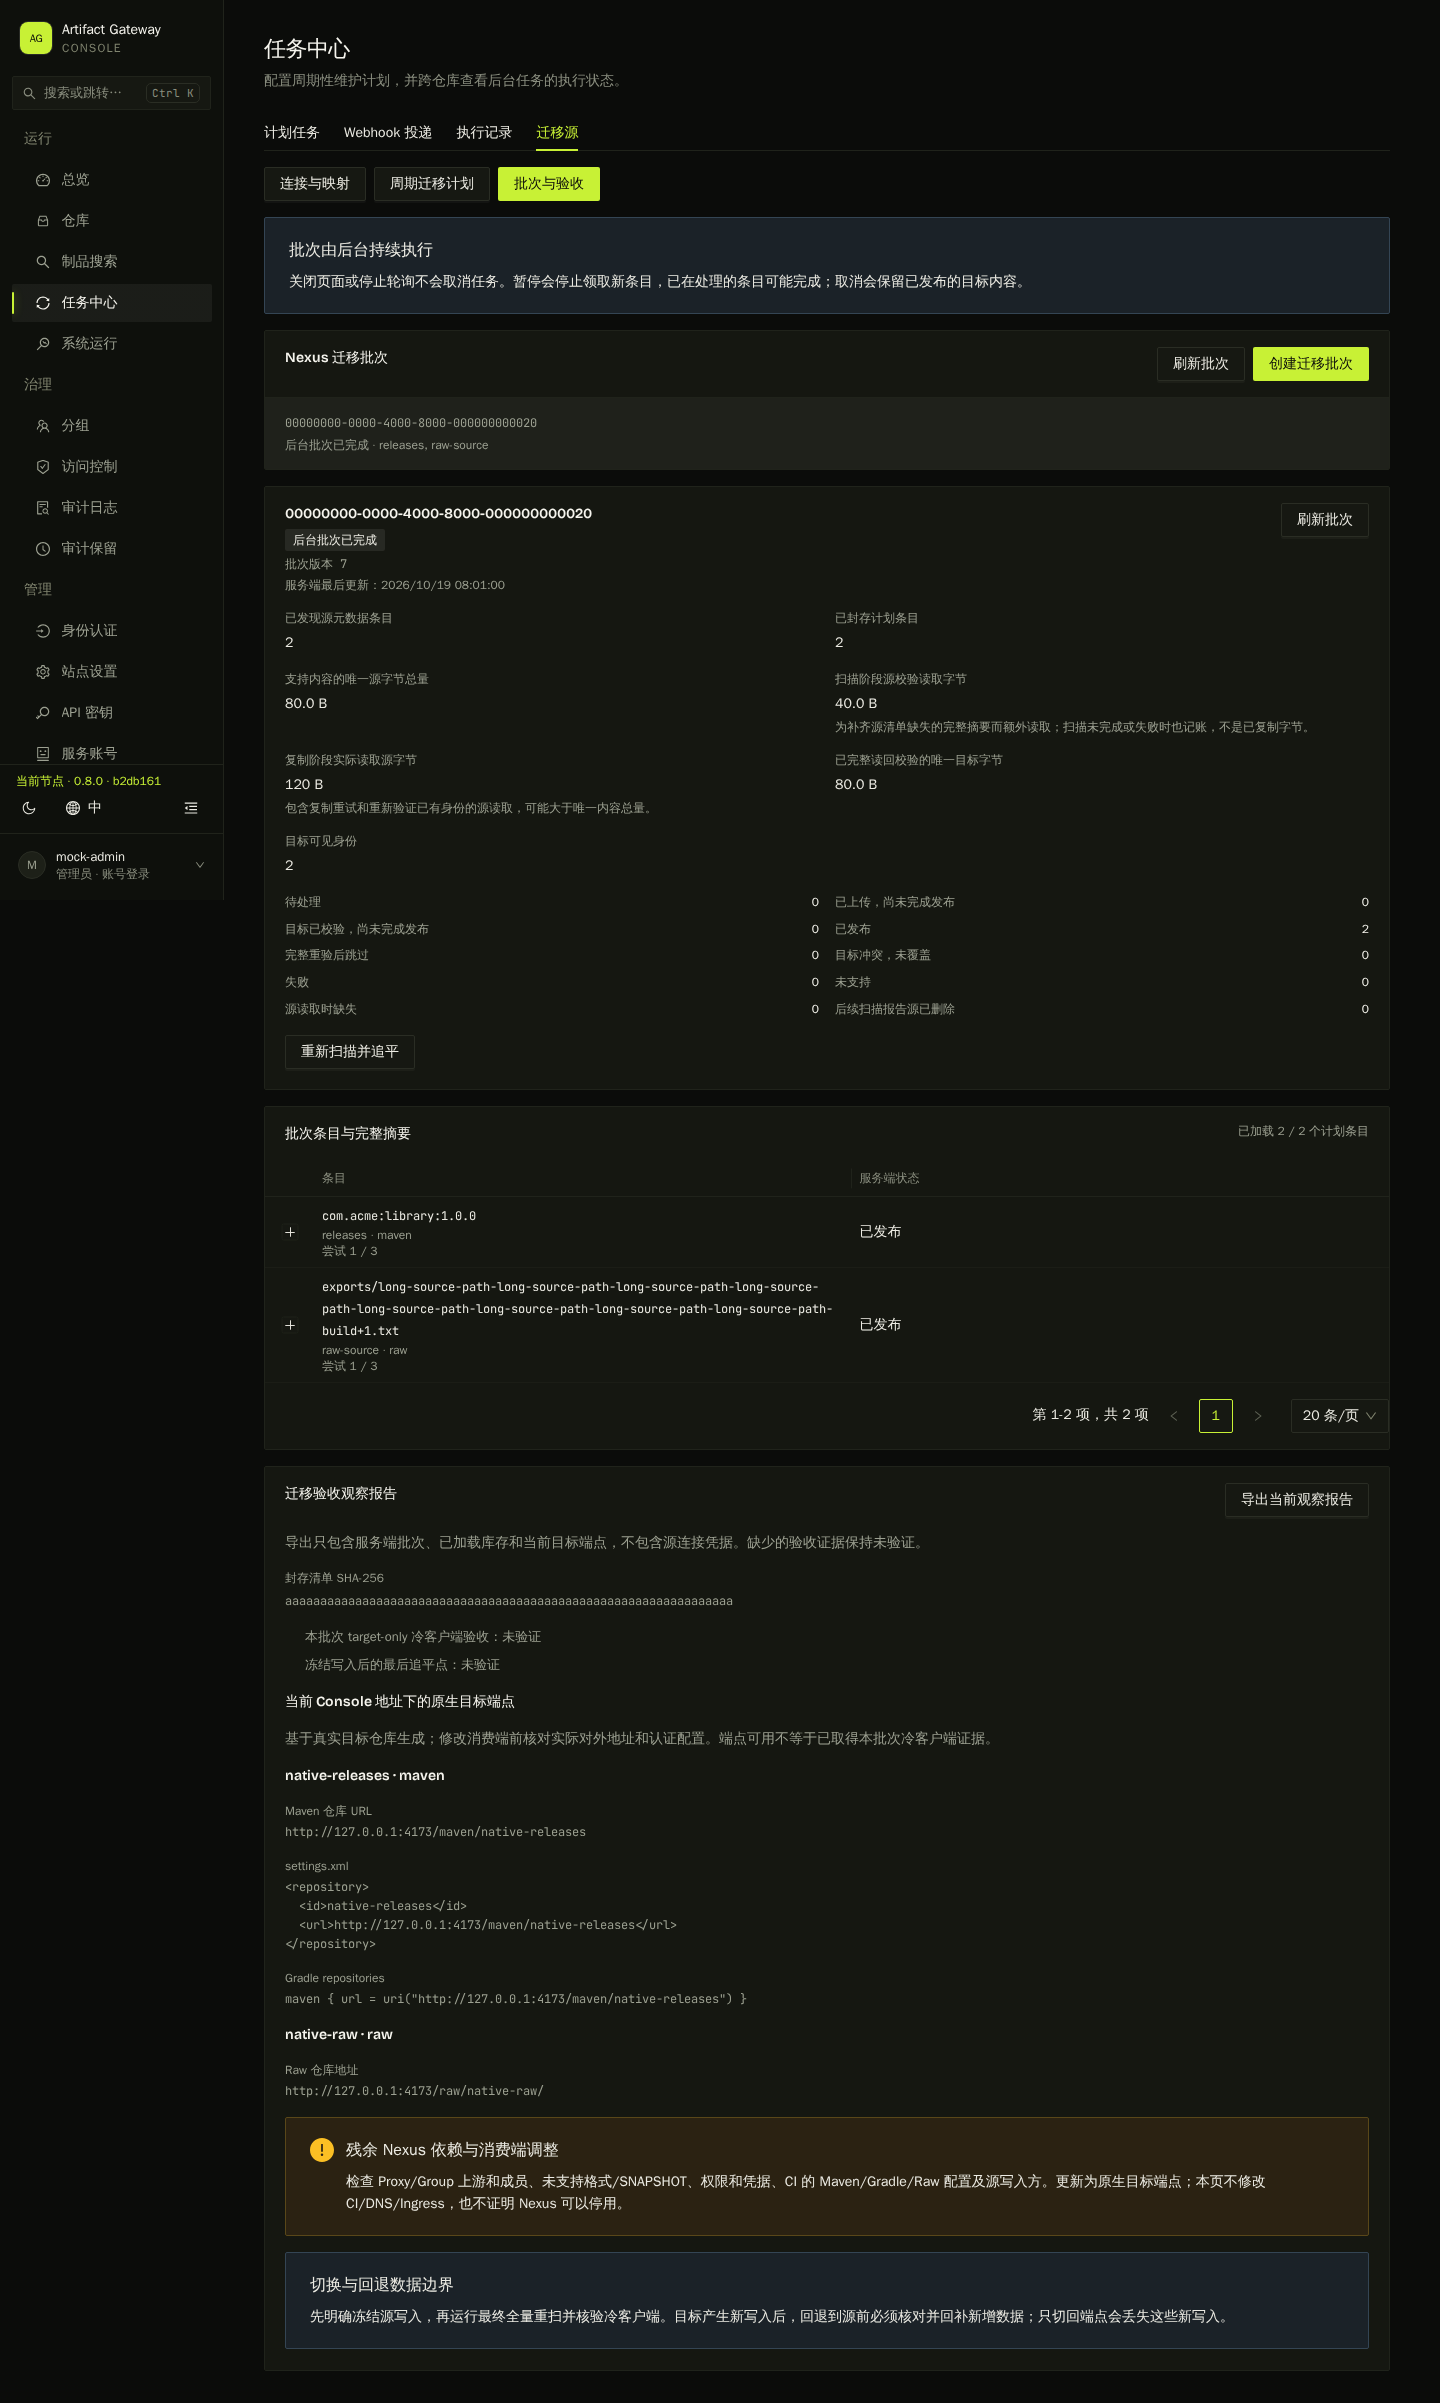 AG
Artifact Gateway
CONSOLE
搜索或跳转…
Ctrl K
运行
总览
仓库
制品搜索
任务中心
系统运行
治理
分组
访问控制
审计日志
审计保留
管理
身份认证
站点设置
API 密钥
服务账号
当前节点 · 0.8.0 · b2db161
中
M
mock-admin
管理员 · 账号登录
任务中心
配置周期性维护计划，并跨仓库查看后台任务的执行状态。
计划任务 Webhook 投递 执行记录 迁移源
连接与映射 周期迁移计划 批次与验收
批次由后台持续执行
关闭页面或停止轮询不会取消任务。暂停会停止领取新条目，已在处理的条目可能完成；取消会保留已发布的目标内容。
Nexus 迁移批次
刷新批次 创建迁移批次
00000000-0000-4000-8000-000000000020
后台批次已完成 · releases, raw-source
00000000-0000-4000-8000-000000000020
刷新批次
后台批次已完成
批次版本 7
服务端最后更新：2026/10/19 08:01:00
已发现源元数据条目
2
已封存计划条目
2
支持内容的唯一源字节总量
80.0 B
扫描阶段源校验读取字节
40.0 B
为补齐源清单缺失的完整摘要而额外读取；扫描未完成或失败时也记账，不是已复制字节。
复制阶段实际读取源字节
120 B
包含复制重试和重新验证已有身份的源读取，可能大于唯一内容总量。
已完整读回校验的唯一目标字节
80.0 B
目标可见身份
2
待处理 0 已上传，尚未完成发布 0
目标已校验，尚未完成发布 0 已发布 2
完整重验后跳过 0 目标冲突，未覆盖 0
失败 0 未支持 0
源读取时缺失 0 后续扫描报告源已删除 0
重新扫描并追平
批次条目与完整摘要
已加载 2 / 2 个计划条目
条目 服务端状态
com.acme:library:1.0.0
releases · maven
尝试 1 / 3
已发布
exports/long-source-path-long-source-path-long-source-path-long-source-
path-long-source-path-long-source-path-long-source-path-long-source-path-
build+1.txt
raw-source · raw
尝试 1 / 3
已发布
第 1-2 项，共 2 项 1 20 条/页
迁移验收观察报告
导出当前观察报告
导出只包含服务端批次、已加载库存和当前目标端点，不包含源连接凭据。缺少的验收证据保持未验证。
封存清单 SHA-256
aaaaaaaaaaaaaaaaaaaaaaaaaaaaaaaaaaaaaaaaaaaaaaaaaaaaaaaaaaaaaaaa
本批次 target-only 冷客户端验收：未验证
冻结写入后的最后追平点：未验证
当前 Console 地址下的原生目标端点
基于真实目标仓库生成；修改消费端前核对实际对外地址和认证配置。端点可用不等于已取得本批次冷客户端证据。
native-releases · maven
Maven 仓库 URL
http://127.0.0.1:4173/maven/native-releases
settings.xml
<repository>
  <id>native-releases</id>
  <url>http://127.0.0.1:4173/maven/native-releases</url>
</repository>
Gradle repositories
maven { url = uri("http://127.0.0.1:4173/maven/native-releases") }
native-raw · raw
Raw 仓库地址
http://127.0.0.1:4173/raw/native-raw/
残余 Nexus 依赖与消费端调整
检查 Proxy/Group 上游和成员、未支持格式/SNAPSHOT、权限和凭据、CI 的 Maven/Gradle/Raw 配置及源写入方。更新为原生目标端点；本页不修改
CI/DNS/Ingress，也不证明 Nexus 可以停用。
切换与回退数据边界
先明确冻结源写入，再运行最终全量重扫并核验冷客户端。目标产生新写入后，回退到源前必须核对并回补新增数据；只切回端点会丢失这些新写入。